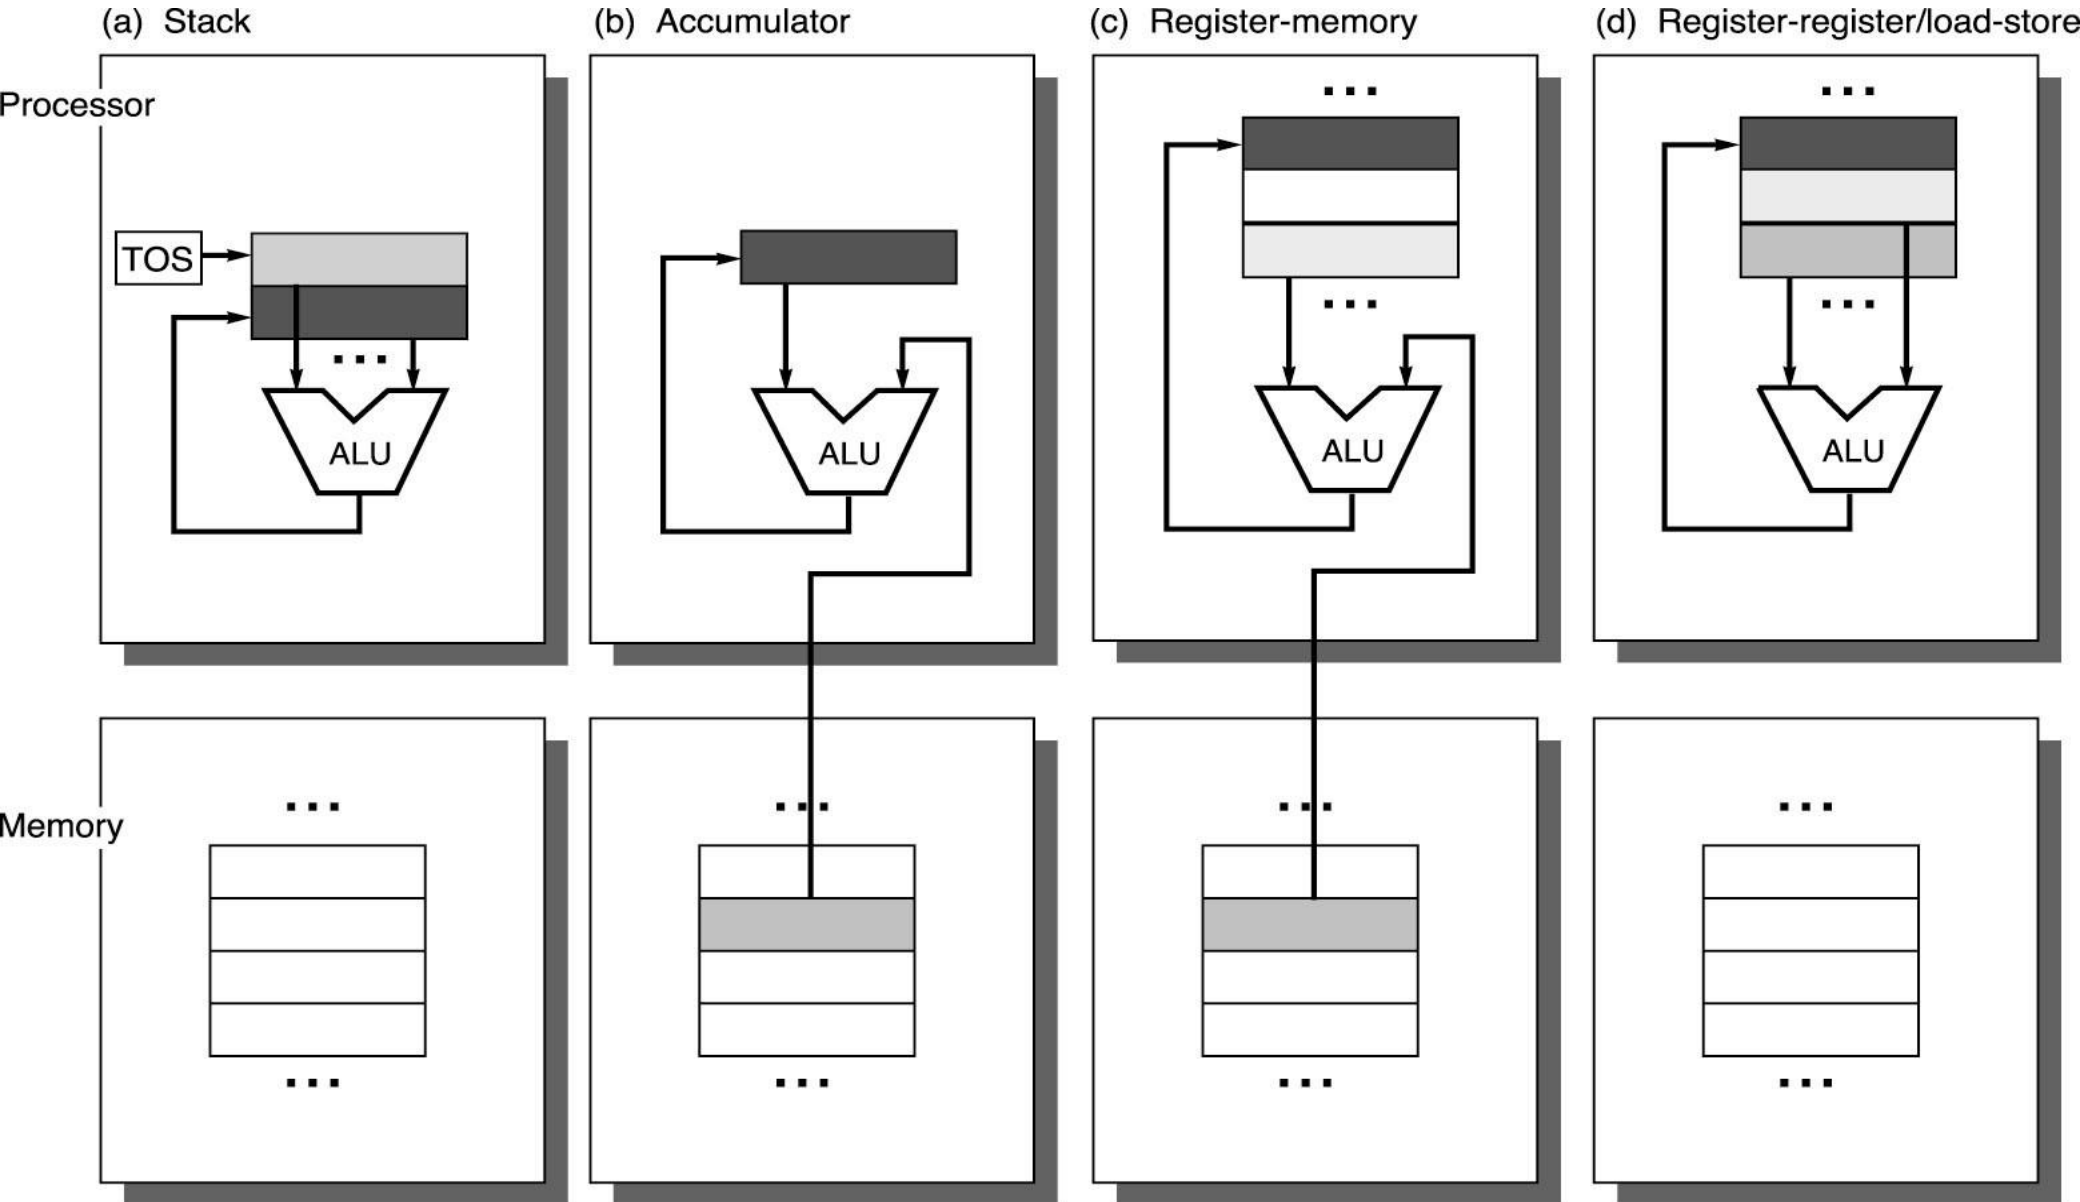 (a) Stack
(b) Accumulator
(c) Register-memory
(d) Register-register/load-store
Processor
TOS
ALU
ALU
ALU
ALU
Memory